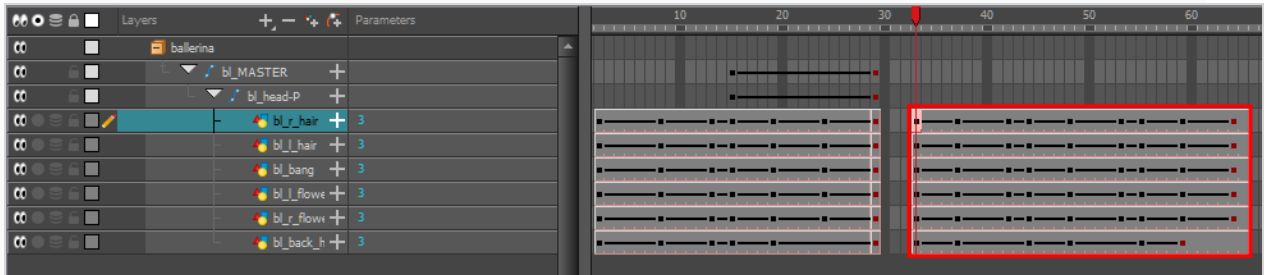 Layers Parameters 10 20 30 40 50 60
ballerina
bl_MASTER
bl_head-P
bl_r_hair 3
bl_l_hair 3
bl_bang 3
bl_l_flowe 3
bl_r_flowe 3
bl_back_h 3